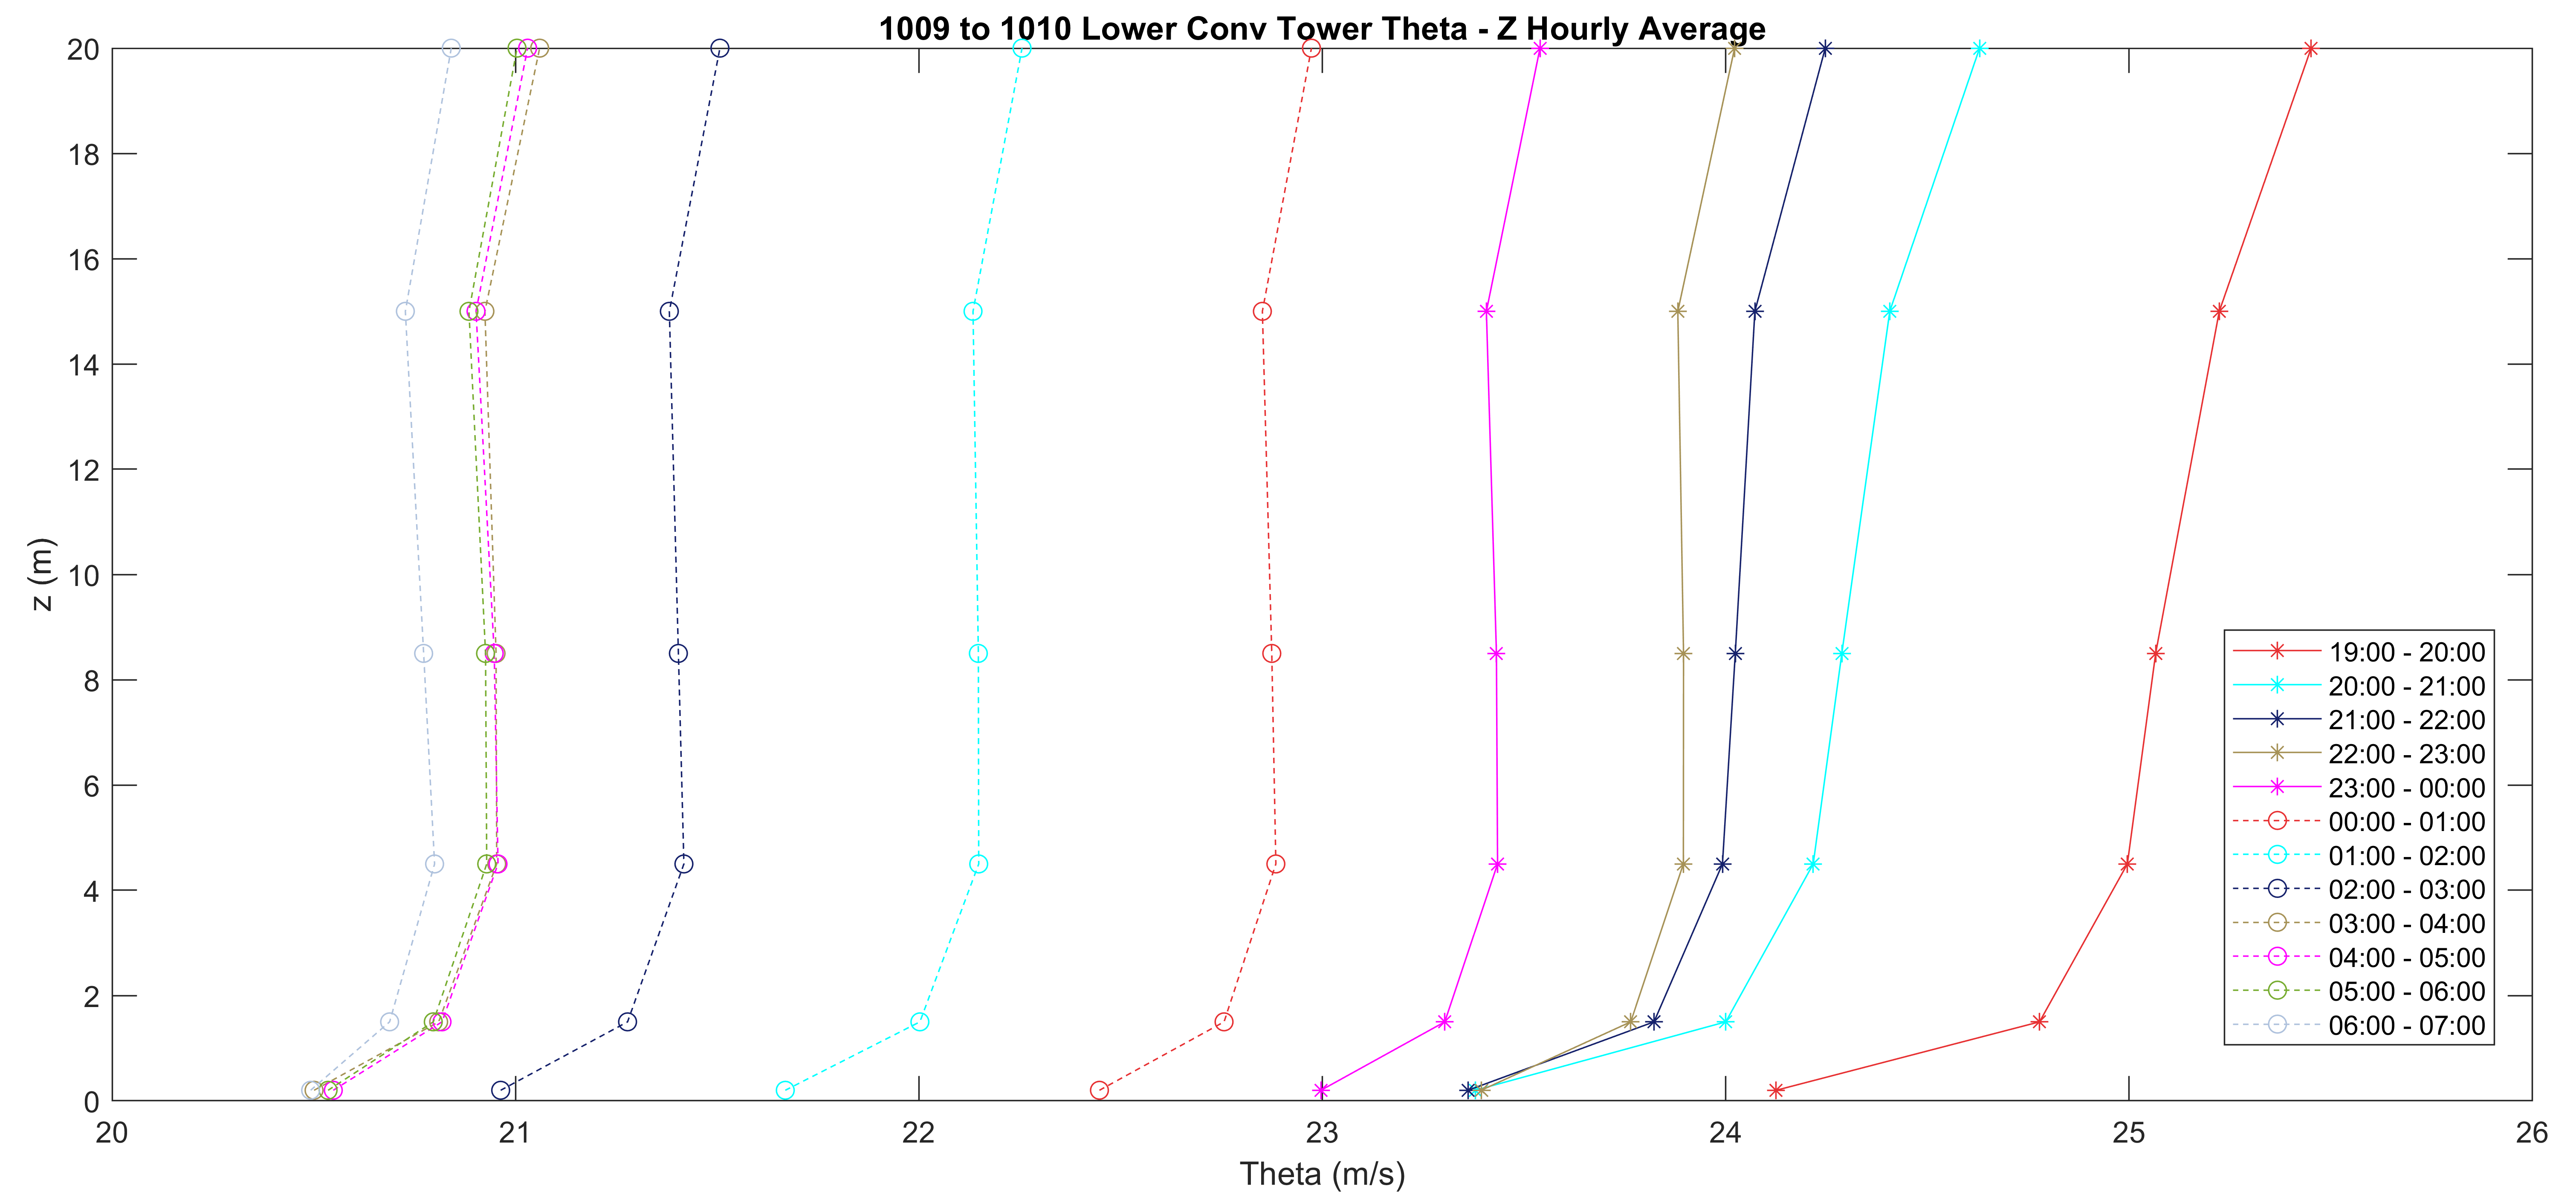 1009 to 1010 Lower Conv Tower Theta - Z Hourly Average
20
18
16
14
12
10
8
6
4
2
0
z (m)
20 21 22 23 24 25 26
Theta (m/s)
19:00 - 20:00
20:00 - 21:00
21:00 - 22:00
22:00 - 23:00
23:00 - 00:00
00:00 - 01:00
01:00 - 02:00
02:00 - 03:00
03:00 - 04:00
04:00 - 05:00
05:00 - 06:00
06:00 - 07:00